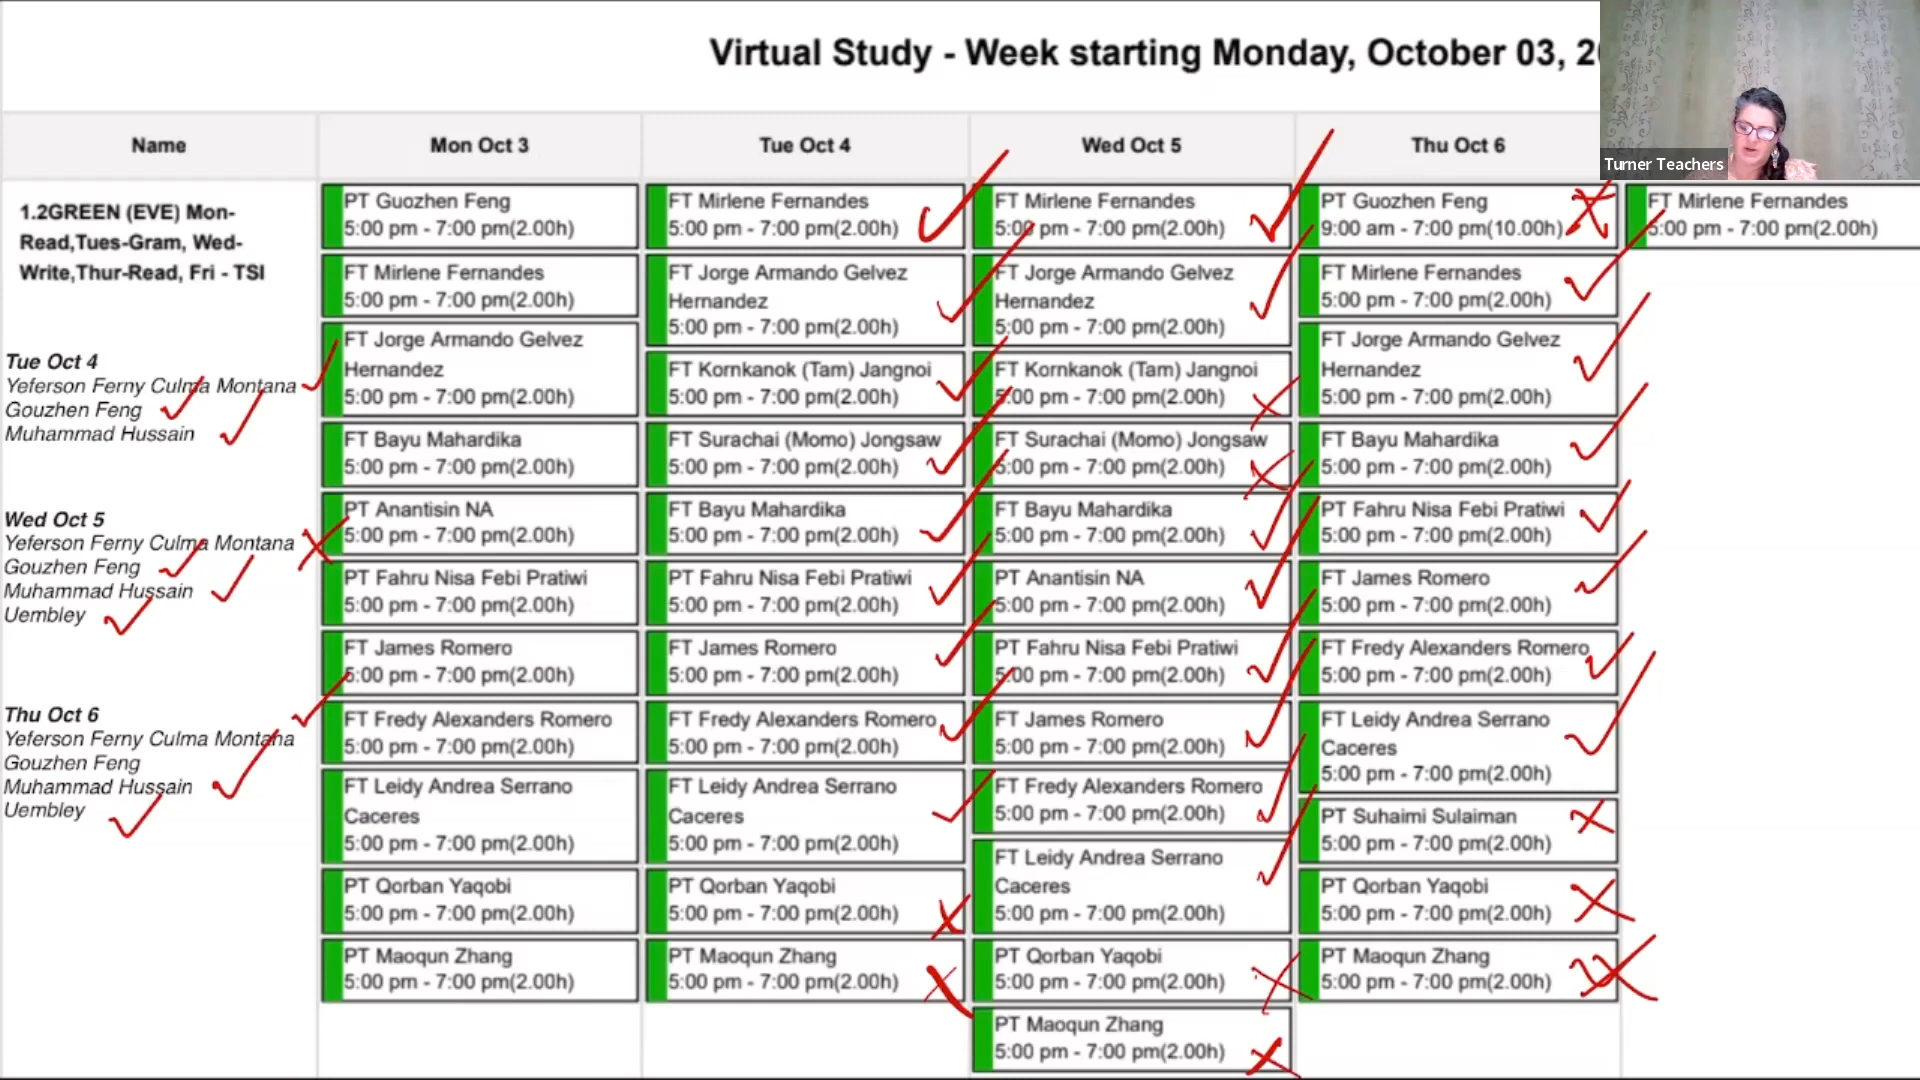 Virtual Study - Week starting Monday, October 03, 2
Turner Teachers
Name
Mon Oct 3
Tue Oct 4
Wed Oct 5
Thu Oct 6
1.2GREEN (EVE) Mon-
Read,Tues-Gram, Wed-
Write,Thur-Read, Fri - TSI
Tue Oct 4
Yeferson Ferny Culma Montana
Gouzhen Feng
Muhammad Hussain
Wed Oct 5
Yeferson Ferny Culma Montana
Gouzhen Feng
Muhammad Hussain
Uembley
Thu Oct 6
Yeferson Ferny Culma Montana
Gouzhen Feng
Muhammad Hussain
Uembley
PT Guozhen Feng
5:00 pm - 7:00 pm(2.00h)
FT Mirlene Fernandes
5:00 pm - 7:00 pm(2.00h)
FT Jorge Armando Gelvez
Hernandez
5:00 pm - 7:00 pm(2.00h)
FT Bayu Mahardika
5:00 pm - 7:00 pm(2.00h)
PT Anantisin NA
5:00 pm - 7:00 pm(2.00h)
PT Fahru Nisa Febi Pratiwi
5:00 pm - 7:00 pm(2.00h)
FT James Romero
5:00 pm - 7:00 pm(2.00h)
FT Fredy Alexanders Romero
5:00 pm - 7:00 pm(2.00h)
FT Leidy Andrea Serrano
Caceres
5:00 pm - 7:00 pm(2.00h)
PT Qorban Yaqobi
5:00 pm - 7:00 pm(2.00h)
PT Maoqun Zhang
5:00 pm - 7:00 pm(2.00h)
FT Mirlene Fernandes
5:00 pm - 7:00 pm(2.00h)
FT Jorge Armando Gelvez
Hernandez
5:00 pm - 7:00 pm(2.00h)
FT Kornkanok (Tam) Jangnoi
5:00 pm - 7:00 pm(2.00h)
FT Surachai (Momo) Jongsaw
5:00 pm - 7:00 pm(2.00h)
FT Bayu Mahardika
5:00 pm - 7:00 pm(2.00h)
PT Fahru Nisa Febi Pratiwi
5:00 pm - 7:00 pm(2.00h)
FT James Romero
5:00 pm - 7:00 pm(2.00h)
FT Fredy Alexanders Romero
5:00 pm - 7:00 pm(2.00h)
FT Leidy Andrea Serrano
Caceres
5:00 pm - 7:00 pm(2.00h)
PT Qorban Yaqobi
5:00 pm - 7:00 pm(2.00h)
PT Maoqun Zhang
5:00 pm - 7:00 pm(2.00h)
FT Mirlene Fernandes
5:00 pm - 7:00 pm(2.00h)
FT Jorge Armando Gelvez
Hernandez
5:00 pm - 7:00 pm(2.00h)
FT Kornkanok (Tam) Jangnoi
5:00 pm - 7:00 pm(2.00h)
FT Surachai (Momo) Jongsaw
5:00 pm - 7:00 pm(2.00h)
FT Bayu Mahardika
5:00 pm - 7:00 pm(2.00h)
PT Anantisin NA
5:00 pm - 7:00 pm(2.00h)
PT Fahru Nisa Febi Pratiwi
5:00 pm - 7:00 pm(2.00h)
FT James Romero
5:00 pm - 7:00 pm(2.00h)
FT Fredy Alexanders Romero
5:00 pm - 7:00 pm(2.00h)
FT Leidy Andrea Serrano
Caceres
5:00 pm - 7:00 pm(2.00h)
PT Qorban Yaqobi
5:00 pm - 7:00 pm(2.00h)
PT Maoqun Zhang
5:00 pm - 7:00 pm(2.00h)
PT Guozhen Feng
9:00 am - 7:00 pm(10.00h)
FT Mirlene Fernandes
5:00 pm - 7:00 pm(2.00h)
FT Jorge Armando Gelvez
Hernandez
5:00 pm - 7:00 pm(2.00h)
FT Bayu Mahardika
5:00 pm - 7:00 pm(2.00h)
PT Fahru Nisa Febi Pratiwi
5:00 pm - 7:00 pm(2.00h)
FT James Romero
5:00 pm - 7:00 pm(2.00h)
FT Fredy Alexanders Romero
5:00 pm - 7:00 pm(2.00h)
FT Leidy Andrea Serrano
Caceres
5:00 pm - 7:00 pm(2.00h)
PT Suhaimi Sulaiman
5:00 pm - 7:00 pm(2.00h)
PT Qorban Yaqobi
5:00 pm - 7:00 pm(2.00h)
PT Maoqun Zhang
5:00 pm - 7:00 pm(2.00h)
FT Mirlene Fernandes
5:00 pm - 7:00 pm(2.00h)